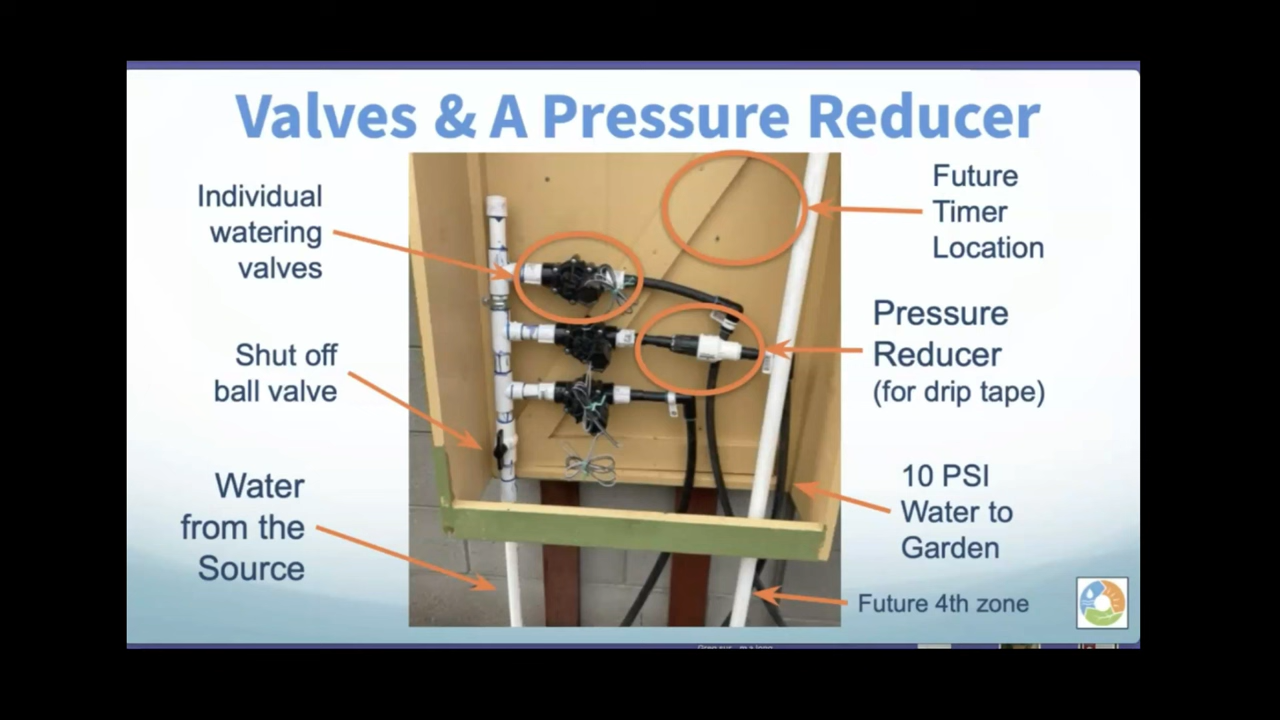 Valves & A Pressure Reducer
Individual
watering
valves
Shut off
ball valve
Water
from the
Source
Future
Timer
Location
Pressure
Reducer
(for drip tape)
10 PSI
Water to
Garden
Future 4th zone